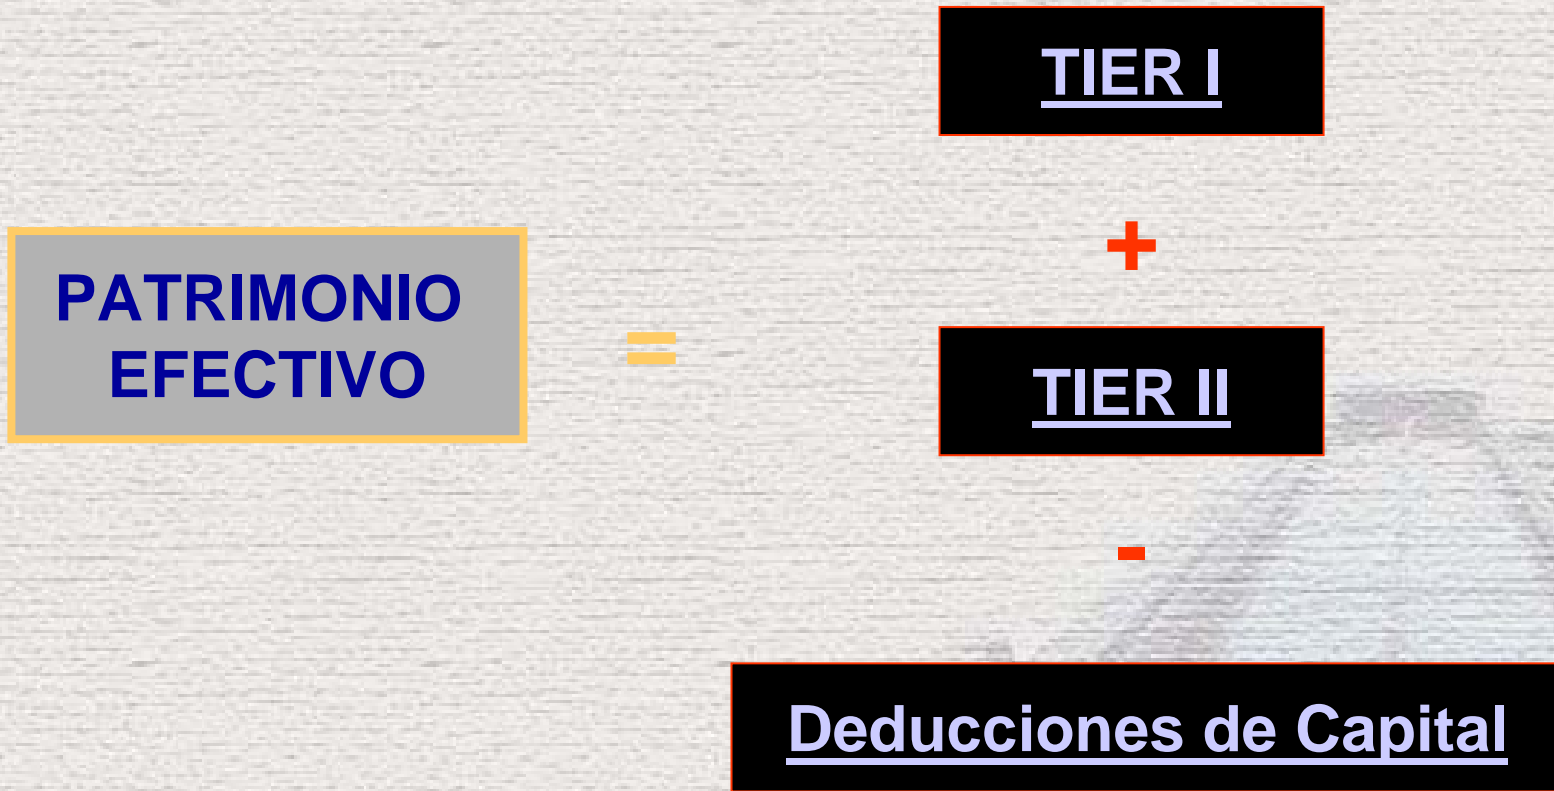 PATRIMONIO
EFECTIVO
=
TIER I
+
TIER II
-
Deducciones de Capital